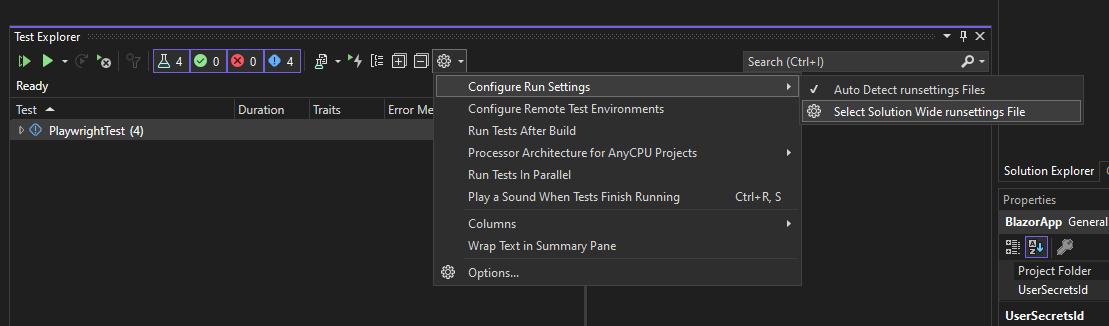 Test Explorer
4 0 0 4
Search (Ctrl+I)
Ready
Test Duration Traits Error Me
PlaywrightTest (4)
Configure Run Settings
Configure Remote Test Environments
Run Tests After Build
Processor Architecture for AnyCPU Projects
Run Tests In Parallel
Play a Sound When Tests Finish Running Ctrl+R, S
Columns
Wrap Text in Summary Pane
Options...
Auto Detect runsettings Files
Select Solution Wide runsettings File
Solution Explorer
Properties
BlazorApp General
Project Folder
UserSecretsId
UserSecretsId